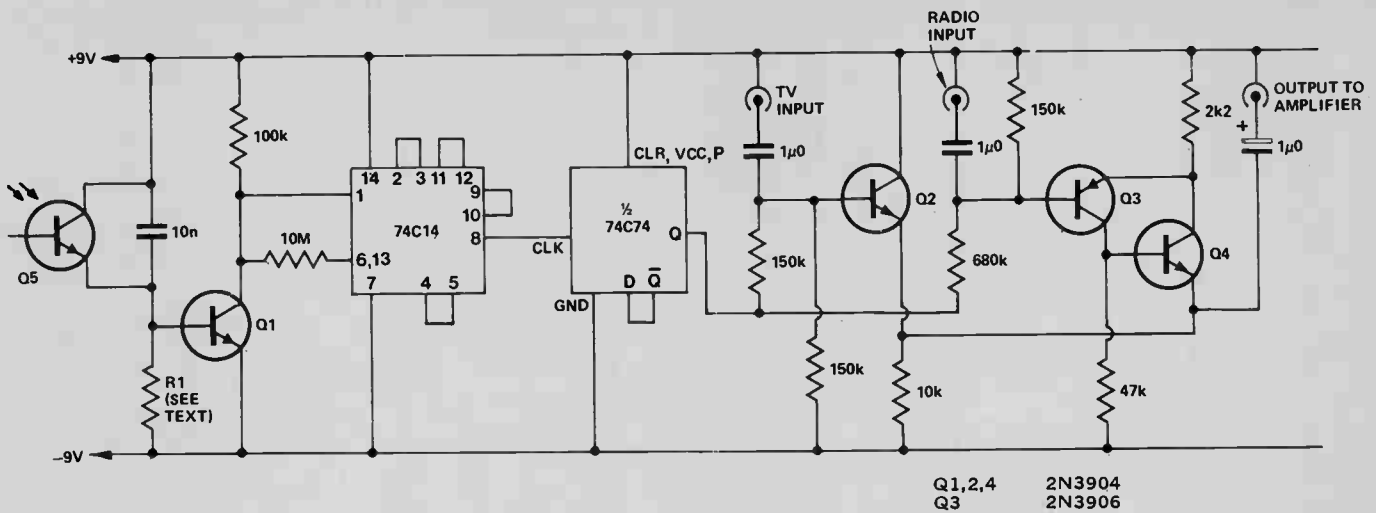 RADIO
INPUT
+9V
TV
INPUT
OUTPUT TO
AMPLIFIER
+
100k
150k
2k2
1μ0
1μ0
1μ0
CLR, VCC, P
14 2 3 11 12
1
9
10
74C14
8
6,13
7 4 5
10n
10M
Q5
Q1
CLK
½
74C74
Q
D Q̅
GND
Q2
Q3
Q4
150k
680k
R1
(SEE
TEXT)
150k
10k
47k
−9V
Q1,2,4 2N3904
Q3 2N3906